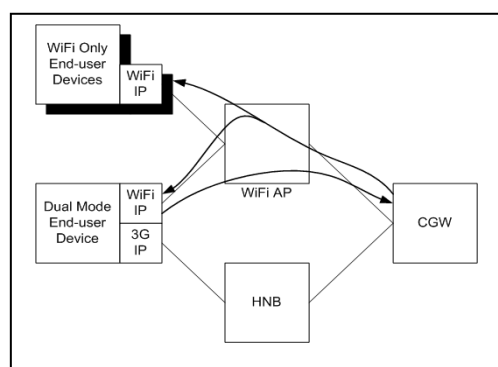 WiFi Only
End-user
Devices
WiFi
IP
WiFi AP
Dual Mode
End-user
Device
WiFi
IP
3G
IP
CGW
HNB